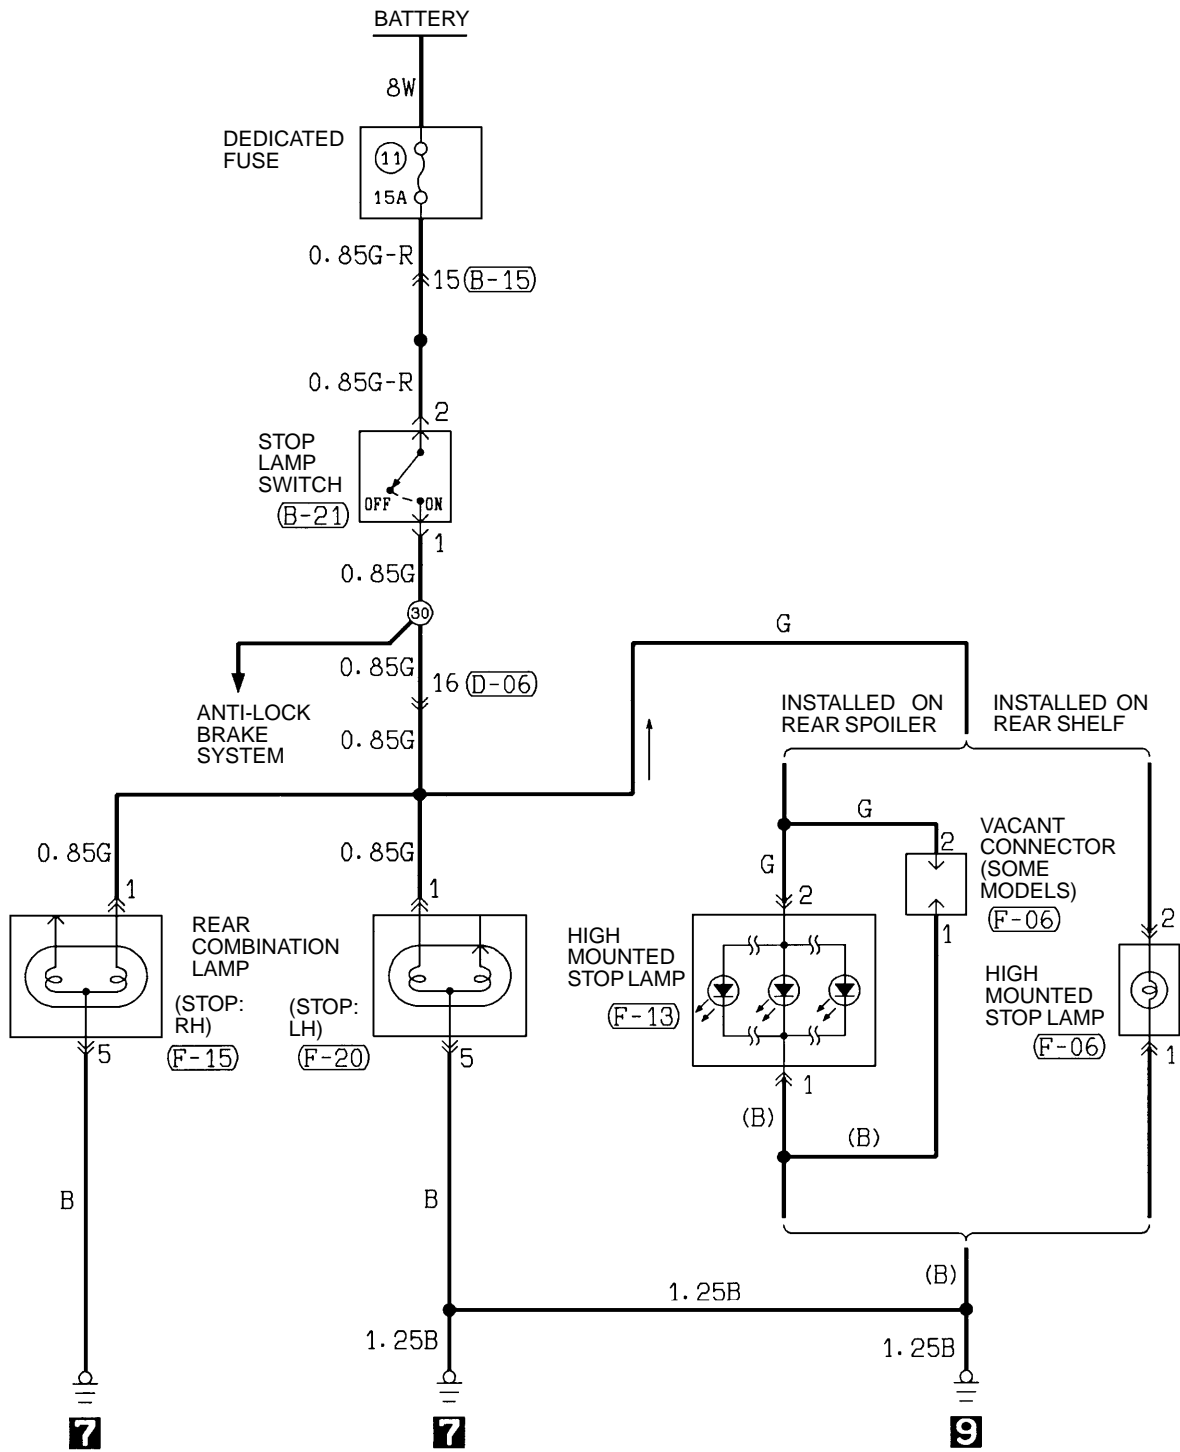 BATTERY
8W
DEDICATED
FUSE
11
15A
0.85G-R
15 (B-15)
0.85G-R
2
STOP
LAMP
SWITCH
B-21
OFF ON
1
0.85G
30
0.85G
16 (D-06)
ANTI-LOCK
BRAKE
SYSTEM
0.85G
G
INSTALLED ON
REAR SPOILER
INSTALLED ON
REAR SHELF
0.85G
1
0.85G
1
REAR
COMBINATION
LAMP
(STOP:
RH)
F-15
(STOP:
LH)
F-20
5
5
G
G
2
2
VACANT
CONNECTOR
(SOME
MODELS)
F-06
1
HIGH
MOUNTED
STOP LAMP
F-13
1
2
HIGH
MOUNTED
STOP LAMP
F-06
1
(B)
(B)
B
B
(B)
1.25B
1.25B
1.25B
7
7
9